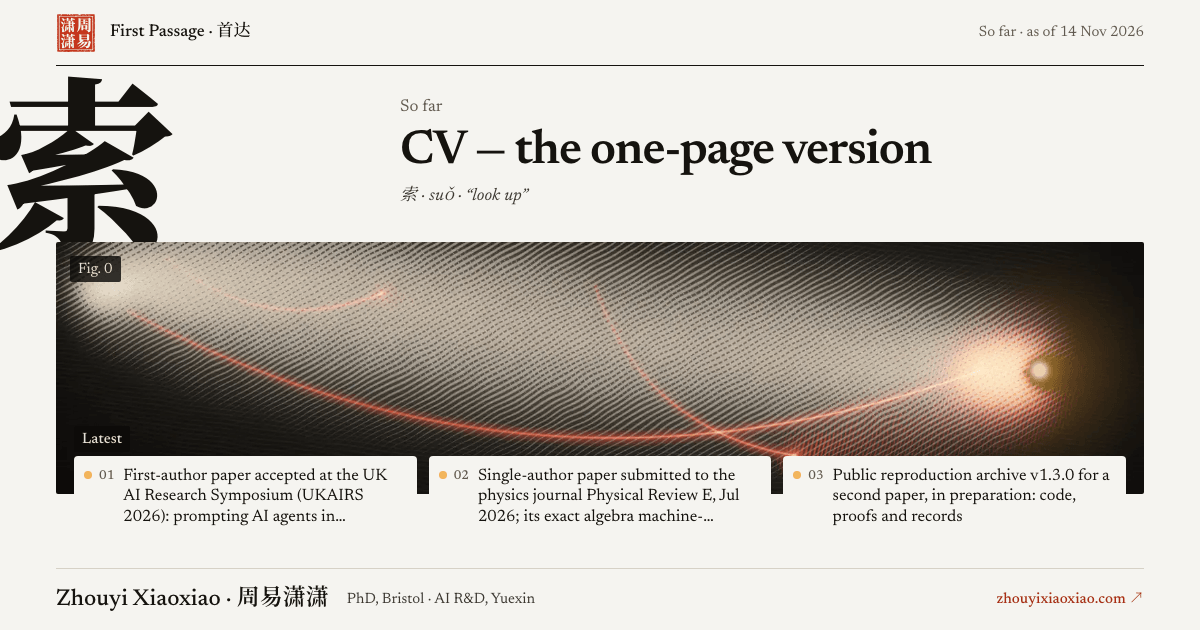 周易潇潇
First Passage · 首达
So far · as of 14 Nov 2026
索
So far
CV — the one-page version
索 · suǒ · “look up”
Fig. 0
Latest
01 First-author paper accepted at the UK
AI Research Symposium (UKAIRS
2026): prompting AI agents in…
02 Single-author paper submitted to the
physics journal Physical Review E, Jul
2026; its exact algebra machine-…
03 Public reproduction archive v1.3.0 for a
second paper, in preparation: code,
proofs and records
Zhouyi Xiaoxiao · 周易潇潇
PhD, Bristol · AI R&D, Yuexin
zhouyixiaoxiao.com ↗